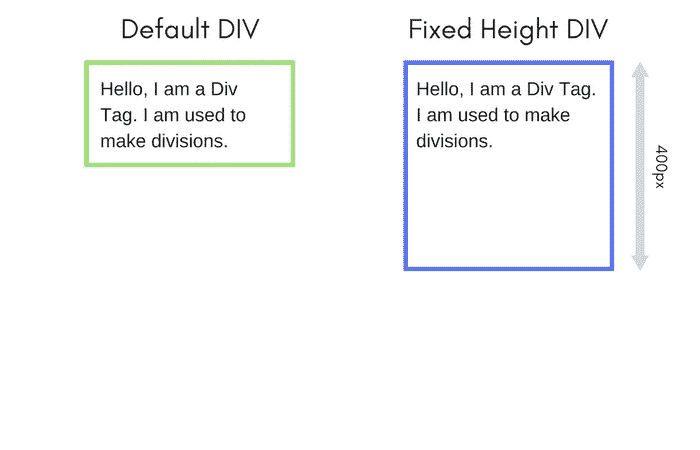 Default DIV
Hello, I am a Div
Tag. I am used to
make divisions.
Fixed Height DIV
Hello, I am a Div Tag.
I am used to make
divisions.
400px